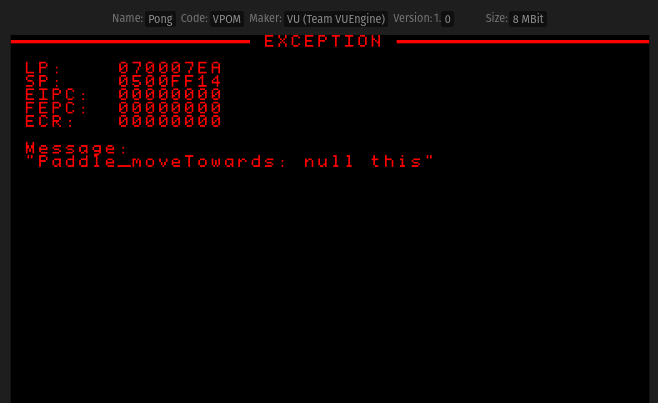 Name: Pong Code: VPOM Maker: VU (Team VUEngine) Version: 1. 0 Size: 8 MBit
EXCEPTION
LP: 070007EA
SP: 0500FF14
EIPC: 00000000
FEPC: 00000000
ECR: 00000000
Message:
"Paddle_moveTowards: null this"